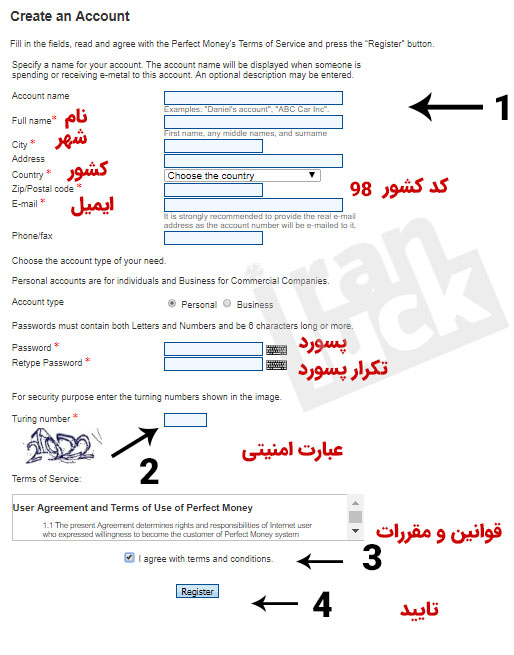 Create an Account
Fill in the fields, read and agree with the Perfect Money's Terms of Service and press the "Register" button.
Specify a name for your account. The account name will be displayed when someone is
spending or receiving e-metal to this account. An optional description may be entered.
Account name
1
Examples: "Daniel's account", "ABC Car Inc".
Full name* نام
First name, any middle names, and surname
City * شهر
Address
Country * کشور Choose the country
Zip/Postal code * کد کشور 98
E-mail * ایمیل
It is strongly recommended to provide the real e-mail
address as the account number will be e-mailed to it.
Phone/fax
Choose the account type of your need.
iran
nick
Personal accounts are for individuals and Business for Commercial Companies.
Account type Personal Business
Passwords must contain both Letters and Numbers and be 6 characters long or more.
Password * پسورد
Retype Password * تکرار پسورد
For security purpose enter the turning numbers shown in the image.
Turing number *
عبارت امنیتی
2
Terms of Service:
User Agreement and Terms of Use of Perfect Money
1.1 The present Agreement determines rights and responsibilities of Internet user
who expressed willingness to become the customer of Perfect Money system
قوانین و مقررات
I agree with terms and conditions. 3
Register 4 تایید